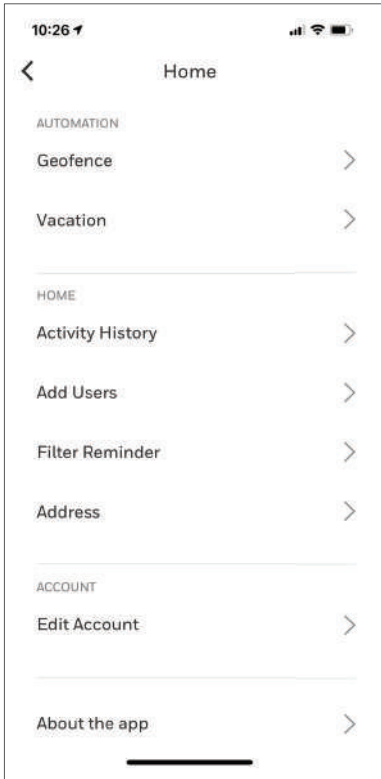 10:26
Home
AUTOMATION
Geofence
Vacation
HOME
Activity History
Add Users
Filter Reminder
Address
ACCOUNT
Edit Account
About the app